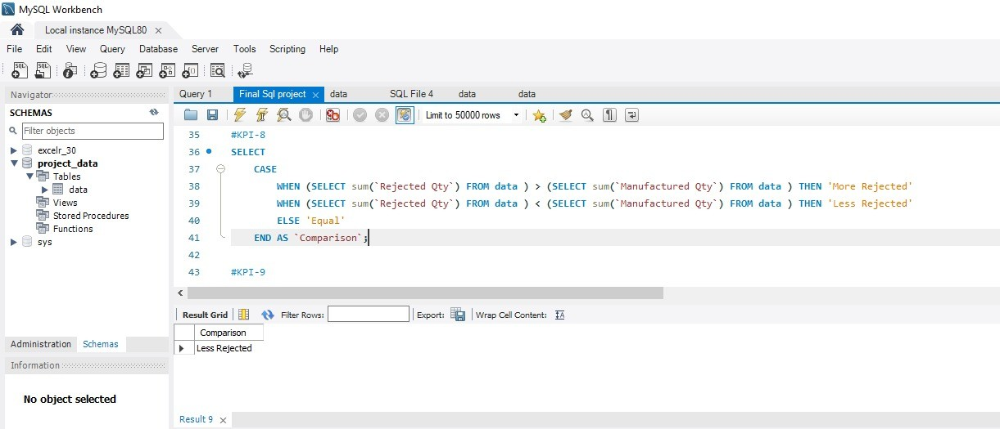 MySQL Workbench
Local instance MySQL80
File Edit View Query Database Server Tools Scripting Help
Navigator
SCHEMAS
Filter objects
excelr_30
project_data
Tables
data
Views
Stored Procedures
Functions
sys
Administration Schemas
Information
No object selected
Query 1 Final Sql project data SQL File 4 data data
Limit to 50000 rows
35 #KPI-8
36 SELECT
37 CASE
38 WHEN (SELECT sum(`Rejected Qty`) FROM data ) > (SELECT sum(`Manufactured Qty`) FROM data ) THEN 'More Rejected'
39 WHEN (SELECT sum(`Rejected Qty`) FROM data ) < (SELECT sum(`Manufactured Qty`) FROM data ) THEN 'Less Rejected'
40 ELSE 'Equal'
41 END AS `Comparison`;
42
43 #KPI-9
Result Grid Filter Rows: Export: Wrap Cell Content:
Comparison
Less Rejected
Result 9